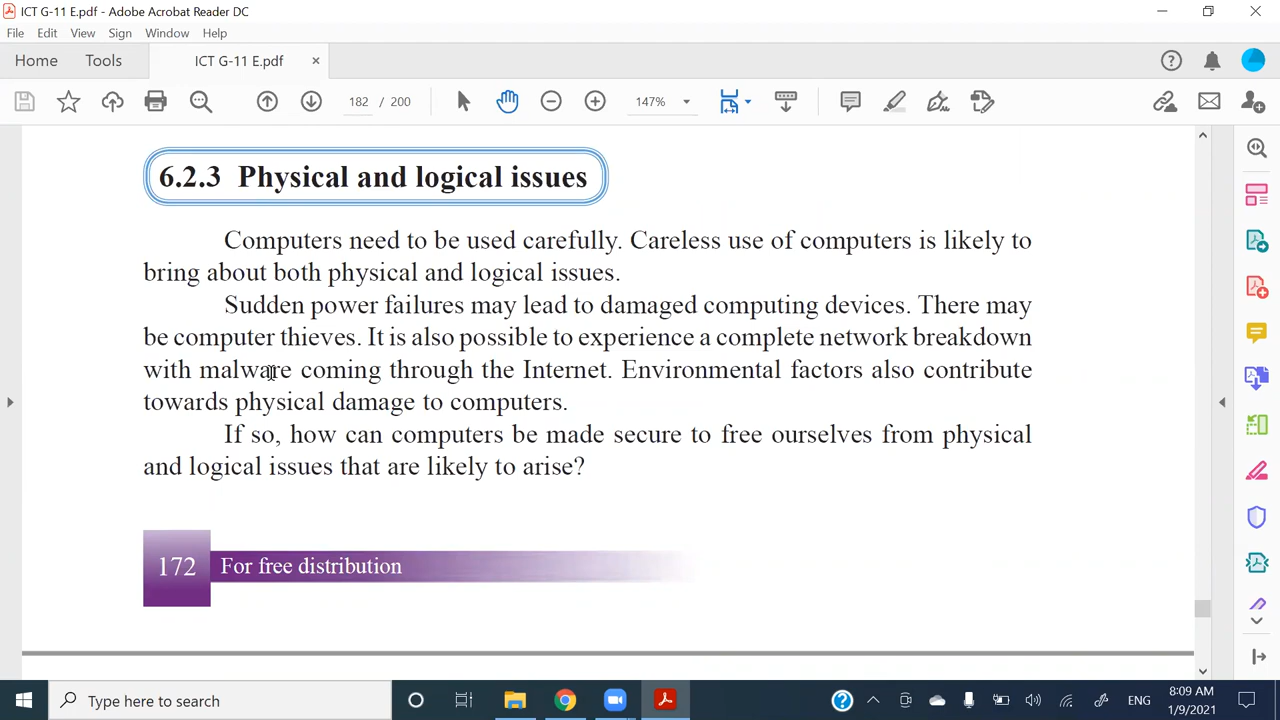 ICT G-11 E.pdf - Adobe Acrobat Reader DC
File Edit View Sign Window Help
Home Tools ICT G-11 E.pdf ×
182 / 200 147%
6.2.3 Physical and logical issues
Computers need to be used carefully. Careless use of computers is likely to
bring about both physical and logical issues.
Sudden power failures may lead to damaged computing devices. There may
be computer thieves. It is also possible to experience a complete network breakdown
with malware coming through the Internet. Environmental factors also contribute
towards physical damage to computers.
If so, how can computers be made secure to free ourselves from physical
and logical issues that are likely to arise?
172 For free distribution
Type here to search
ENG
8:09 AM
1/9/2021